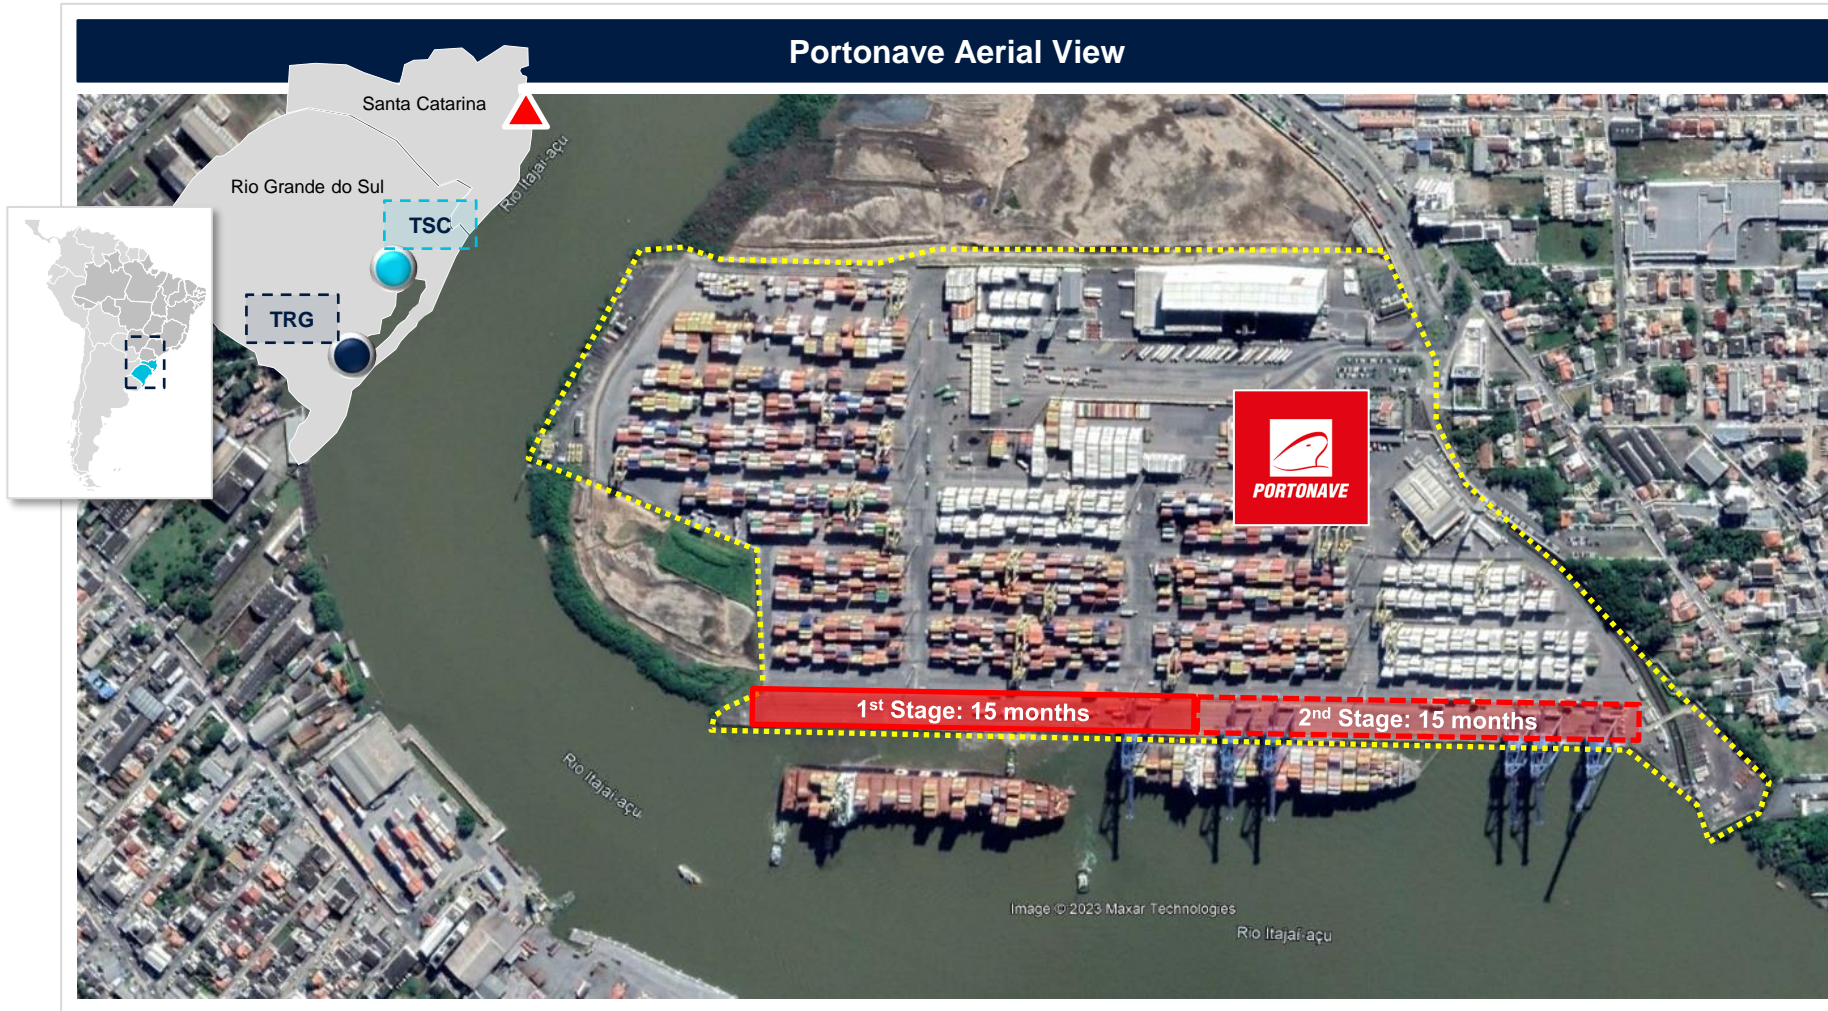 Portonave Aerial View
Santa Catarina
Rio Itajaí-açu
Rio Grande do Sul
TSC
TRG
PORTONAVE
1st Stage: 15 months
2nd Stage: 15 months
Rio Itajaí-açu
Image © 2023 Maxar Technologies
Rio Itajaí-açu